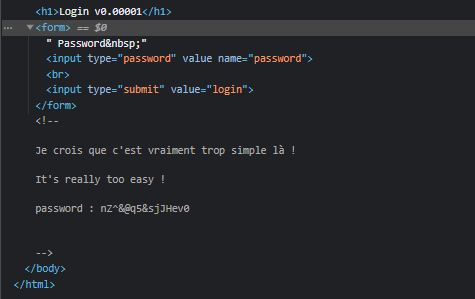 <h1>Login v0.00001</h1>
... ▼<form> == $0
" Password&nbsp;"
<input type="password" value name="password">
<br>
<input type="submit" value="login">
</form>
<!--
Je crois que c'est vraiment trop simple là !
It's really too easy !
password : nZ^&@q5&sjJHev0
-->
</body>
</html>